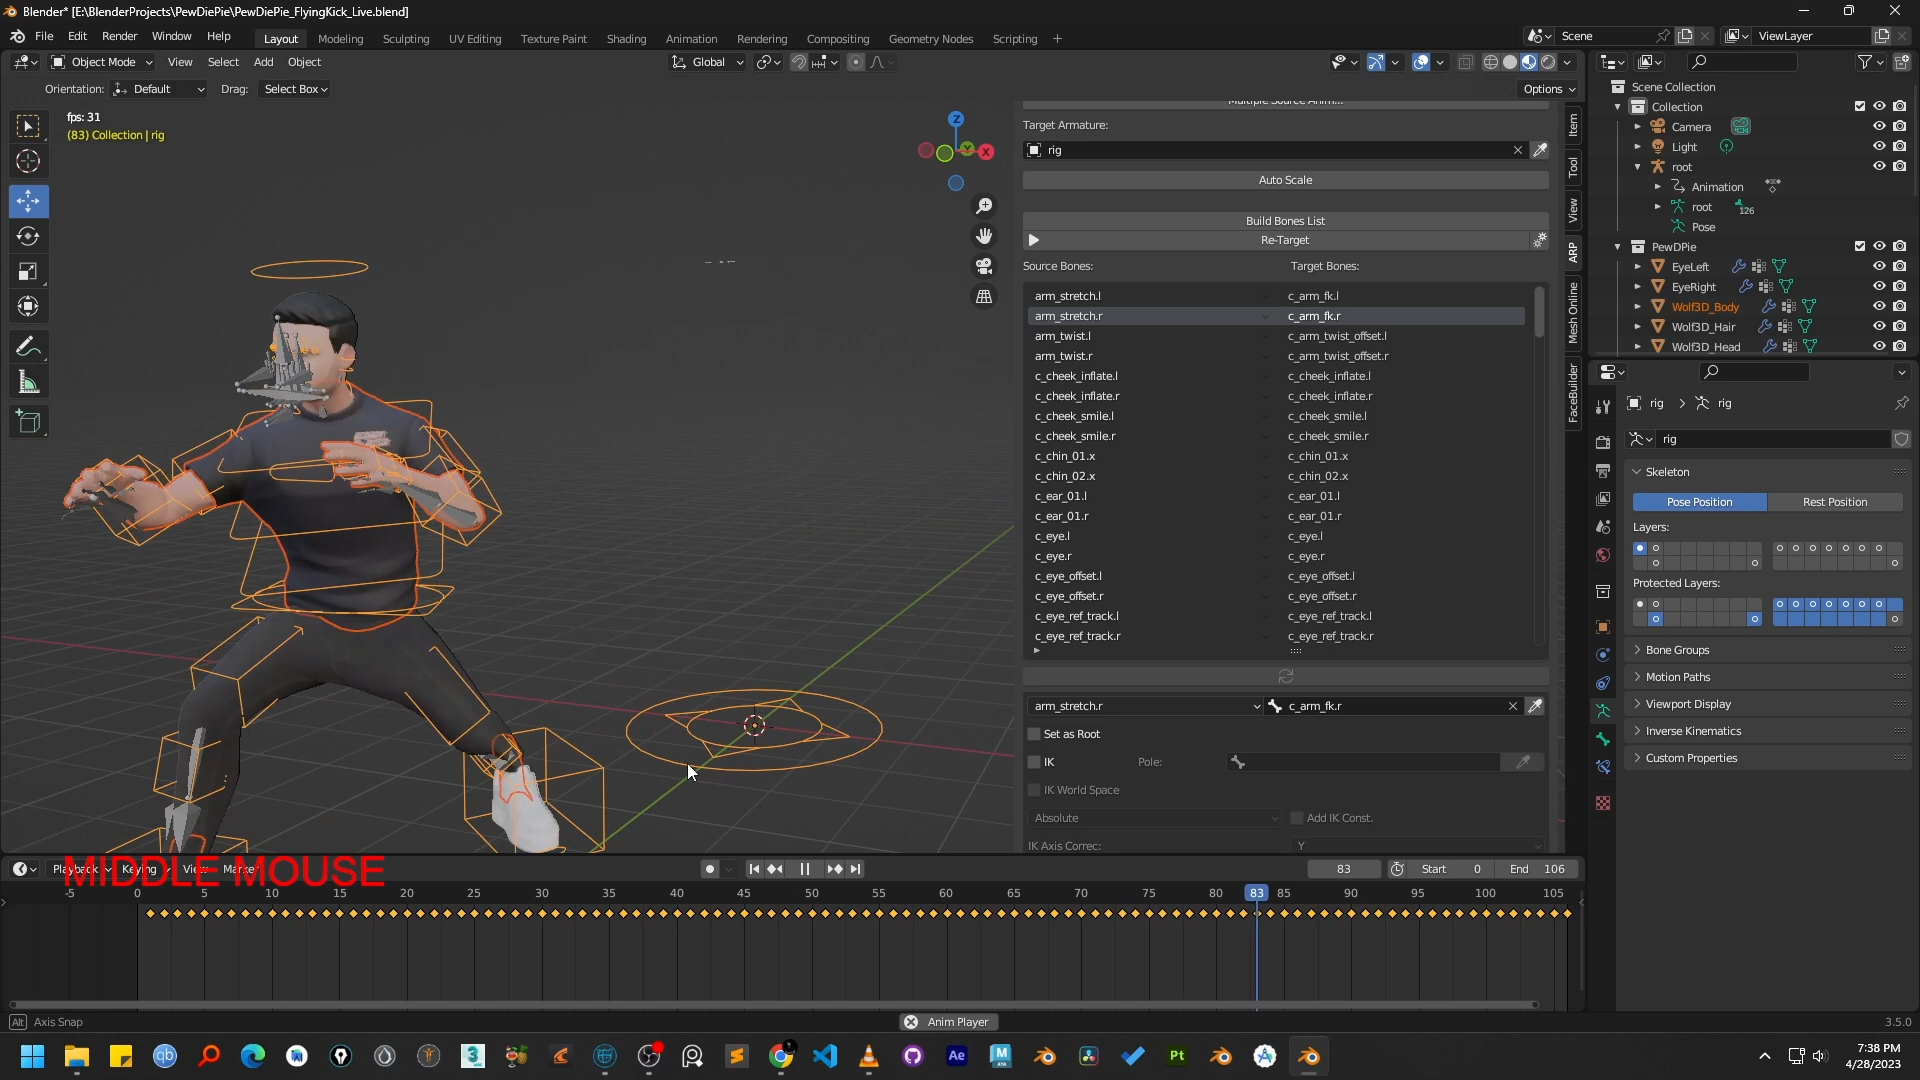 Blender* [E:\BlenderProjects\PewDiePie\PewDiePie_FlyingKick_Live.blend]
File Edit Render Window Help Layout Modeling Sculpting UV Editing Texture Paint Shading Animation Rendering Compositing Geometry Nodes Scripting + Scene ViewLayer
Object Mode View Select Add Object Global
Orientation: Default Drag: Select Box Options
fps: 31
(83) Collection | rig
Z
Y
X
Multiple Source Anim...
Target Armature:
rig
Auto Scale
Build Bones List
Re-Target
Source Bones: Target Bones:
arm_stretch.l c_arm_fk.l
arm_stretch.r c_arm_fk.r
arm_twist.l c_arm_twist_offset.l
arm_twist.r c_arm_twist_offset.r
c_cheek_inflate.l c_cheek_inflate.l
c_cheek_inflate.r c_cheek_inflate.r
c_cheek_smile.l c_cheek_smile.l
c_cheek_smile.r c_cheek_smile.r
c_chin_01.x c_chin_01.x
c_chin_02.x c_chin_02.x
c_ear_01.l c_ear_01.l
c_ear_01.r c_ear_01.r
c_eye.l c_eye.l
c_eye.r c_eye.r
c_eye_offset.l c_eye_offset.l
c_eye_offset.r c_eye_offset.r
c_eye_ref_track.l c_eye_ref_track.l
c_eye_ref_track.r c_eye_ref_track.r
arm_stretch.r c_arm_fk.r
Set as Root
IK Pole:
IK World Space
Absolute Add IK Const.
IK Axis Correc: Y
Item
Tool
View
ARP
Mesh Online
FaceBuilder
Scene Collection
Collection
Camera
Light
root
Animation
root 126
Pose
PewDPie
EyeLeft
EyeRight
Wolf3D_Body
Wolf3D_Hair
Wolf3D_Head
rig > rig
rig
Skeleton
Pose Position Rest Position
Layers:
Protected Layers:
Bone Groups
Motion Paths
Viewport Display
Inverse Kinematics
Custom Properties
MIDDLE MOUSE
Playback Keying View Marker 83 Start 0 End 106
-5 0 5 10 15 20 25 30 35 40 45 50 55 60 65 70 75 80 83 85 90 95 100 105
Alt Axis Snap Anim Player 3.5.0
qb
3
Ae
M
Pt
7:38 PM
4/28/2023